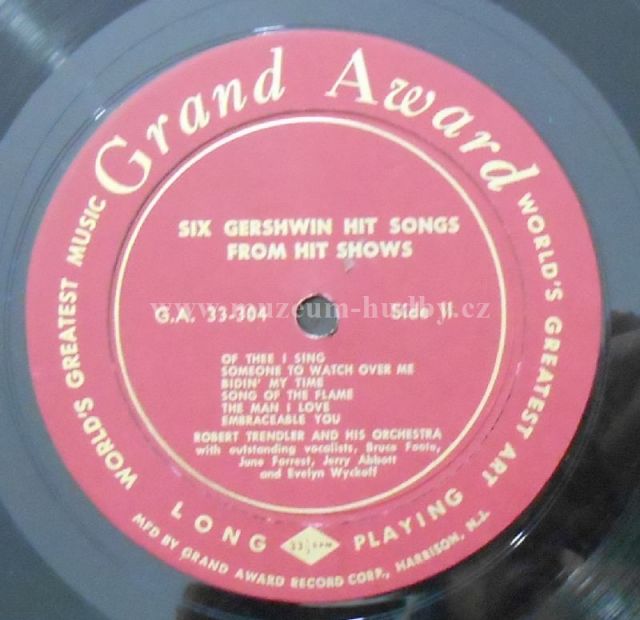 Grand Award
WORLD'S GREATEST MUSIC
WORLD'S GREATEST ART
SIX GERSHWIN HIT SONGS
FROM HIT SHOWS
www.muzeum-hudby.cz
G.A. 33-304 Side II
OF THEE I SING
SOMEONE TO WATCH OVER ME
BIDIN' MY TIME
SONG OF THE FLAME
THE MAN I LOVE
EMBRACEABLE YOU
ROBERT TRENDLER AND HIS ORCHESTRA
with outstanding vocalists, Bruce Foote,
June Forrest, Jerry Abbott
and Evelyn Wyckoff
LONG 33⅓ RPM PLAYING
MFD BY GRAND AWARD RECORD CORP., HARRISON, N.J.